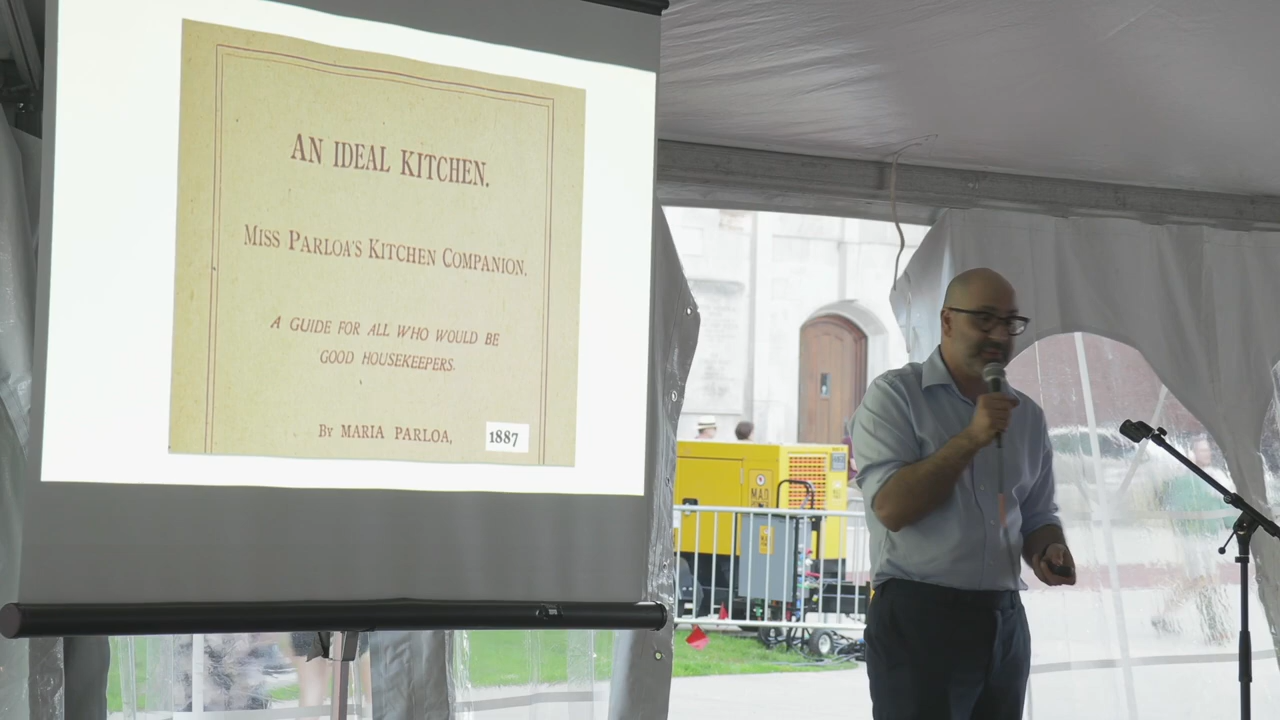 AN IDEAL KITCHEN.
MISS PARLOA'S KITCHEN COMPANION.
A GUIDE FOR ALL WHO WOULD BE
GOOD HOUSEKEEPERS.
BY MARIA PARLOA,
1887
MAD